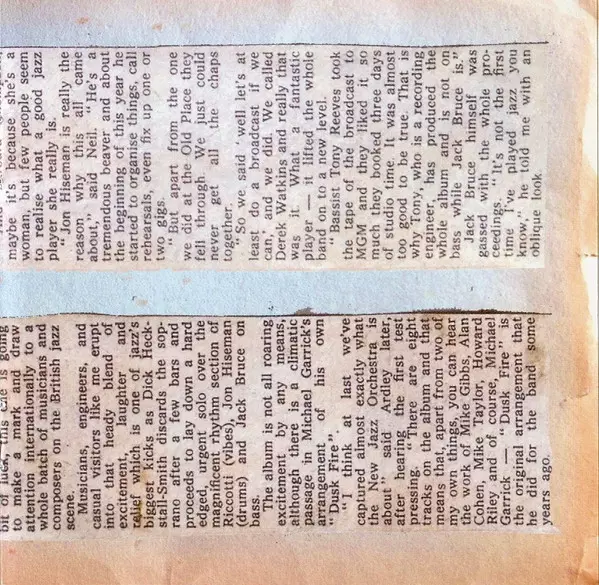 bit of luck, this one is going
to make a mark and draw
attention internationally to a
whole batch of musicians and
composers on the British jazz
scene.
Musicians, engineers, and
casual visitors like me erupt
into that heady blend of
excitement, laughter and
relief which is one of jazz's
biggest kicks as Dick Heck-
stall-Smith discards the sop-
rano after a few bars and
proceeds to lay down a hard
edged, urgent solo over the
magnificent rhythm section of
Riccotti (vibes), Jon Hiseman
(drums) and Jack Bruce on
bass.
The album is not all roaring
excitement by any means,
although there is a climatic
passage in Michael Garrick's
arrangement of his own
"Dusk Fire"
"I think at last we've
captured almost exactly what
the New Jazz Orchestra is
about" said Ardley later,
after hearing the first test
pressing. "There are eight
tracks on the album and that
means that, apart from two of
my own things, you can hear
the work of Mike Gibbs, Alan
Cohen, Mike Taylor, Howard
Riley and of course, Michael
Garrick — "Dusk Fire" is
the original arrangement that
he did for the band some
years ago.
maybe it's because she's a
woman, but few people seem
to realise what a good jazz
player she really is.
"Jon Hiseman is really the
reason why this all came
about," said Neil. "He's a
tremendous beaver and about
the beginning of this year he
started to organise things, call
rehearsals, even fix up one or
two gigs.
"But apart from the one
we did at the Old Place they
fell through. We just could
never get all the chaps
together.
"So we said 'well let's at
least do a broadcast if we
can, and we did. We called
Derek Watkins and really that
was it. What a fantastic
player — it lifted the whole
band on to a new level.
"Bassist Tony Reeves took
the tape of the broadcast to
MGM and they liked it so
much they booked three days
of studio time. It was almost
too good to be true. That is
why Tony, who is a recording
engineer, has produced the
whole album and is not on
bass while Jack Bruce is."
Jack Bruce himself was
gassed with the whole pro-
ceedings. "It's not the first
time I've played jazz you
know," he told me with an
oblique look